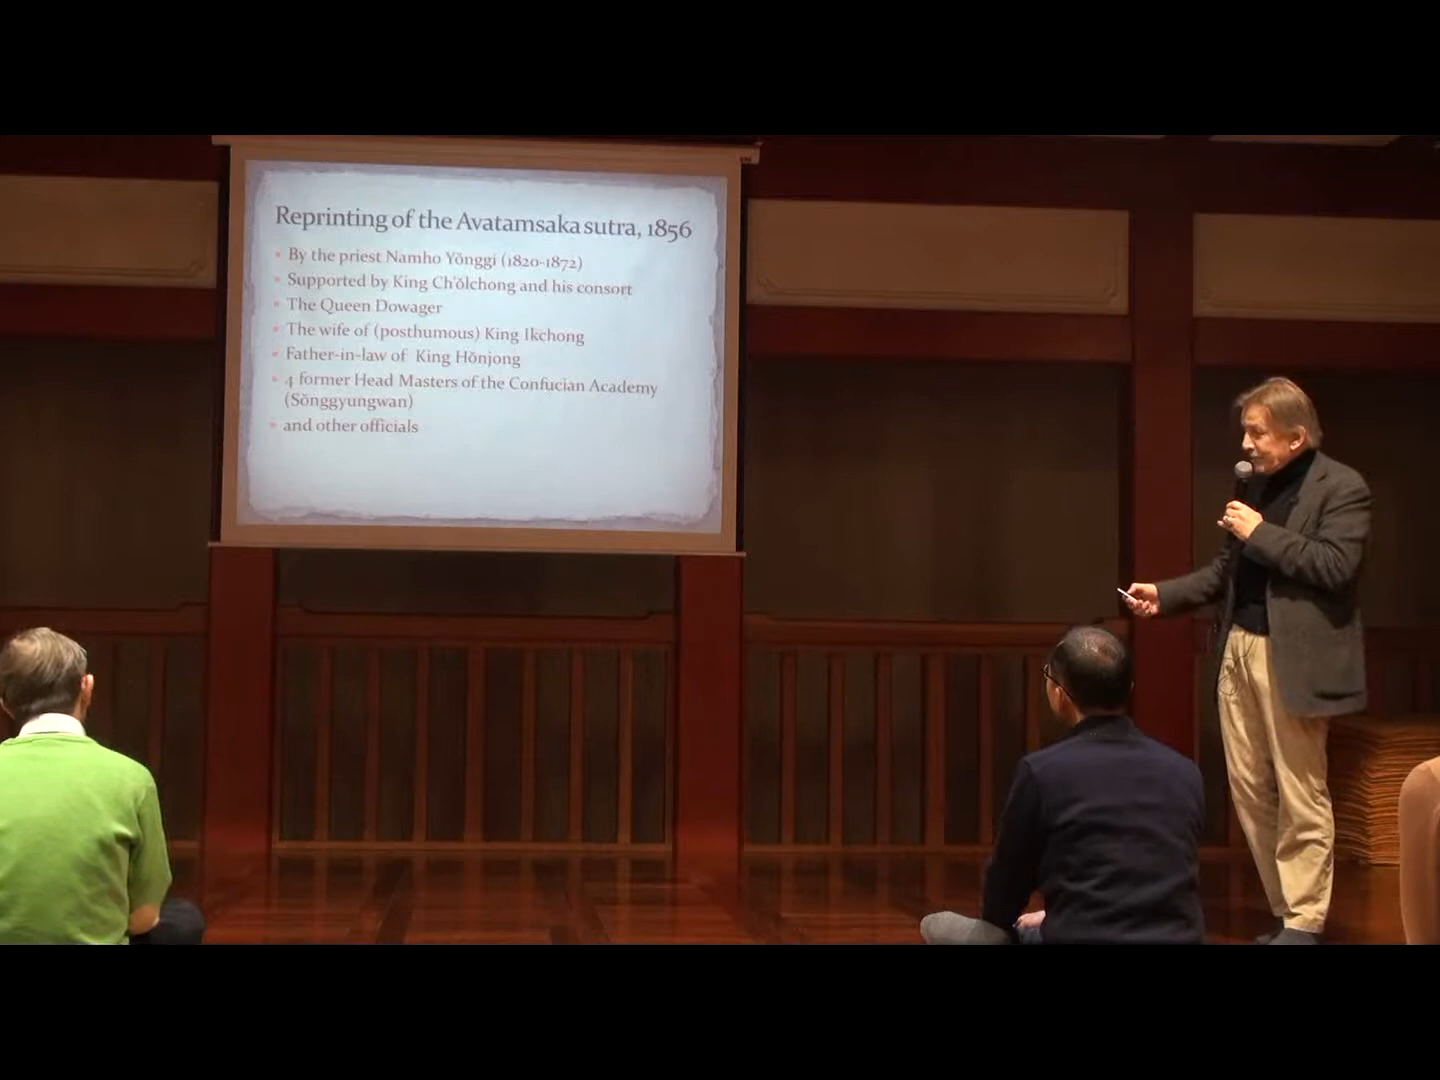 Reprinting of the Avatamsaka sutra, 1856
By the priest Namho Yŏnggi (1820-1872)
Supported by King Ch'ŏlchong and his consort
The Queen Dowager
The wife of (posthumous) King Ikchong
Father-in-law of King Hŏnjong
4 former Head Masters of the Confucian Academy
(Sŏnggyungwan)
and other officials